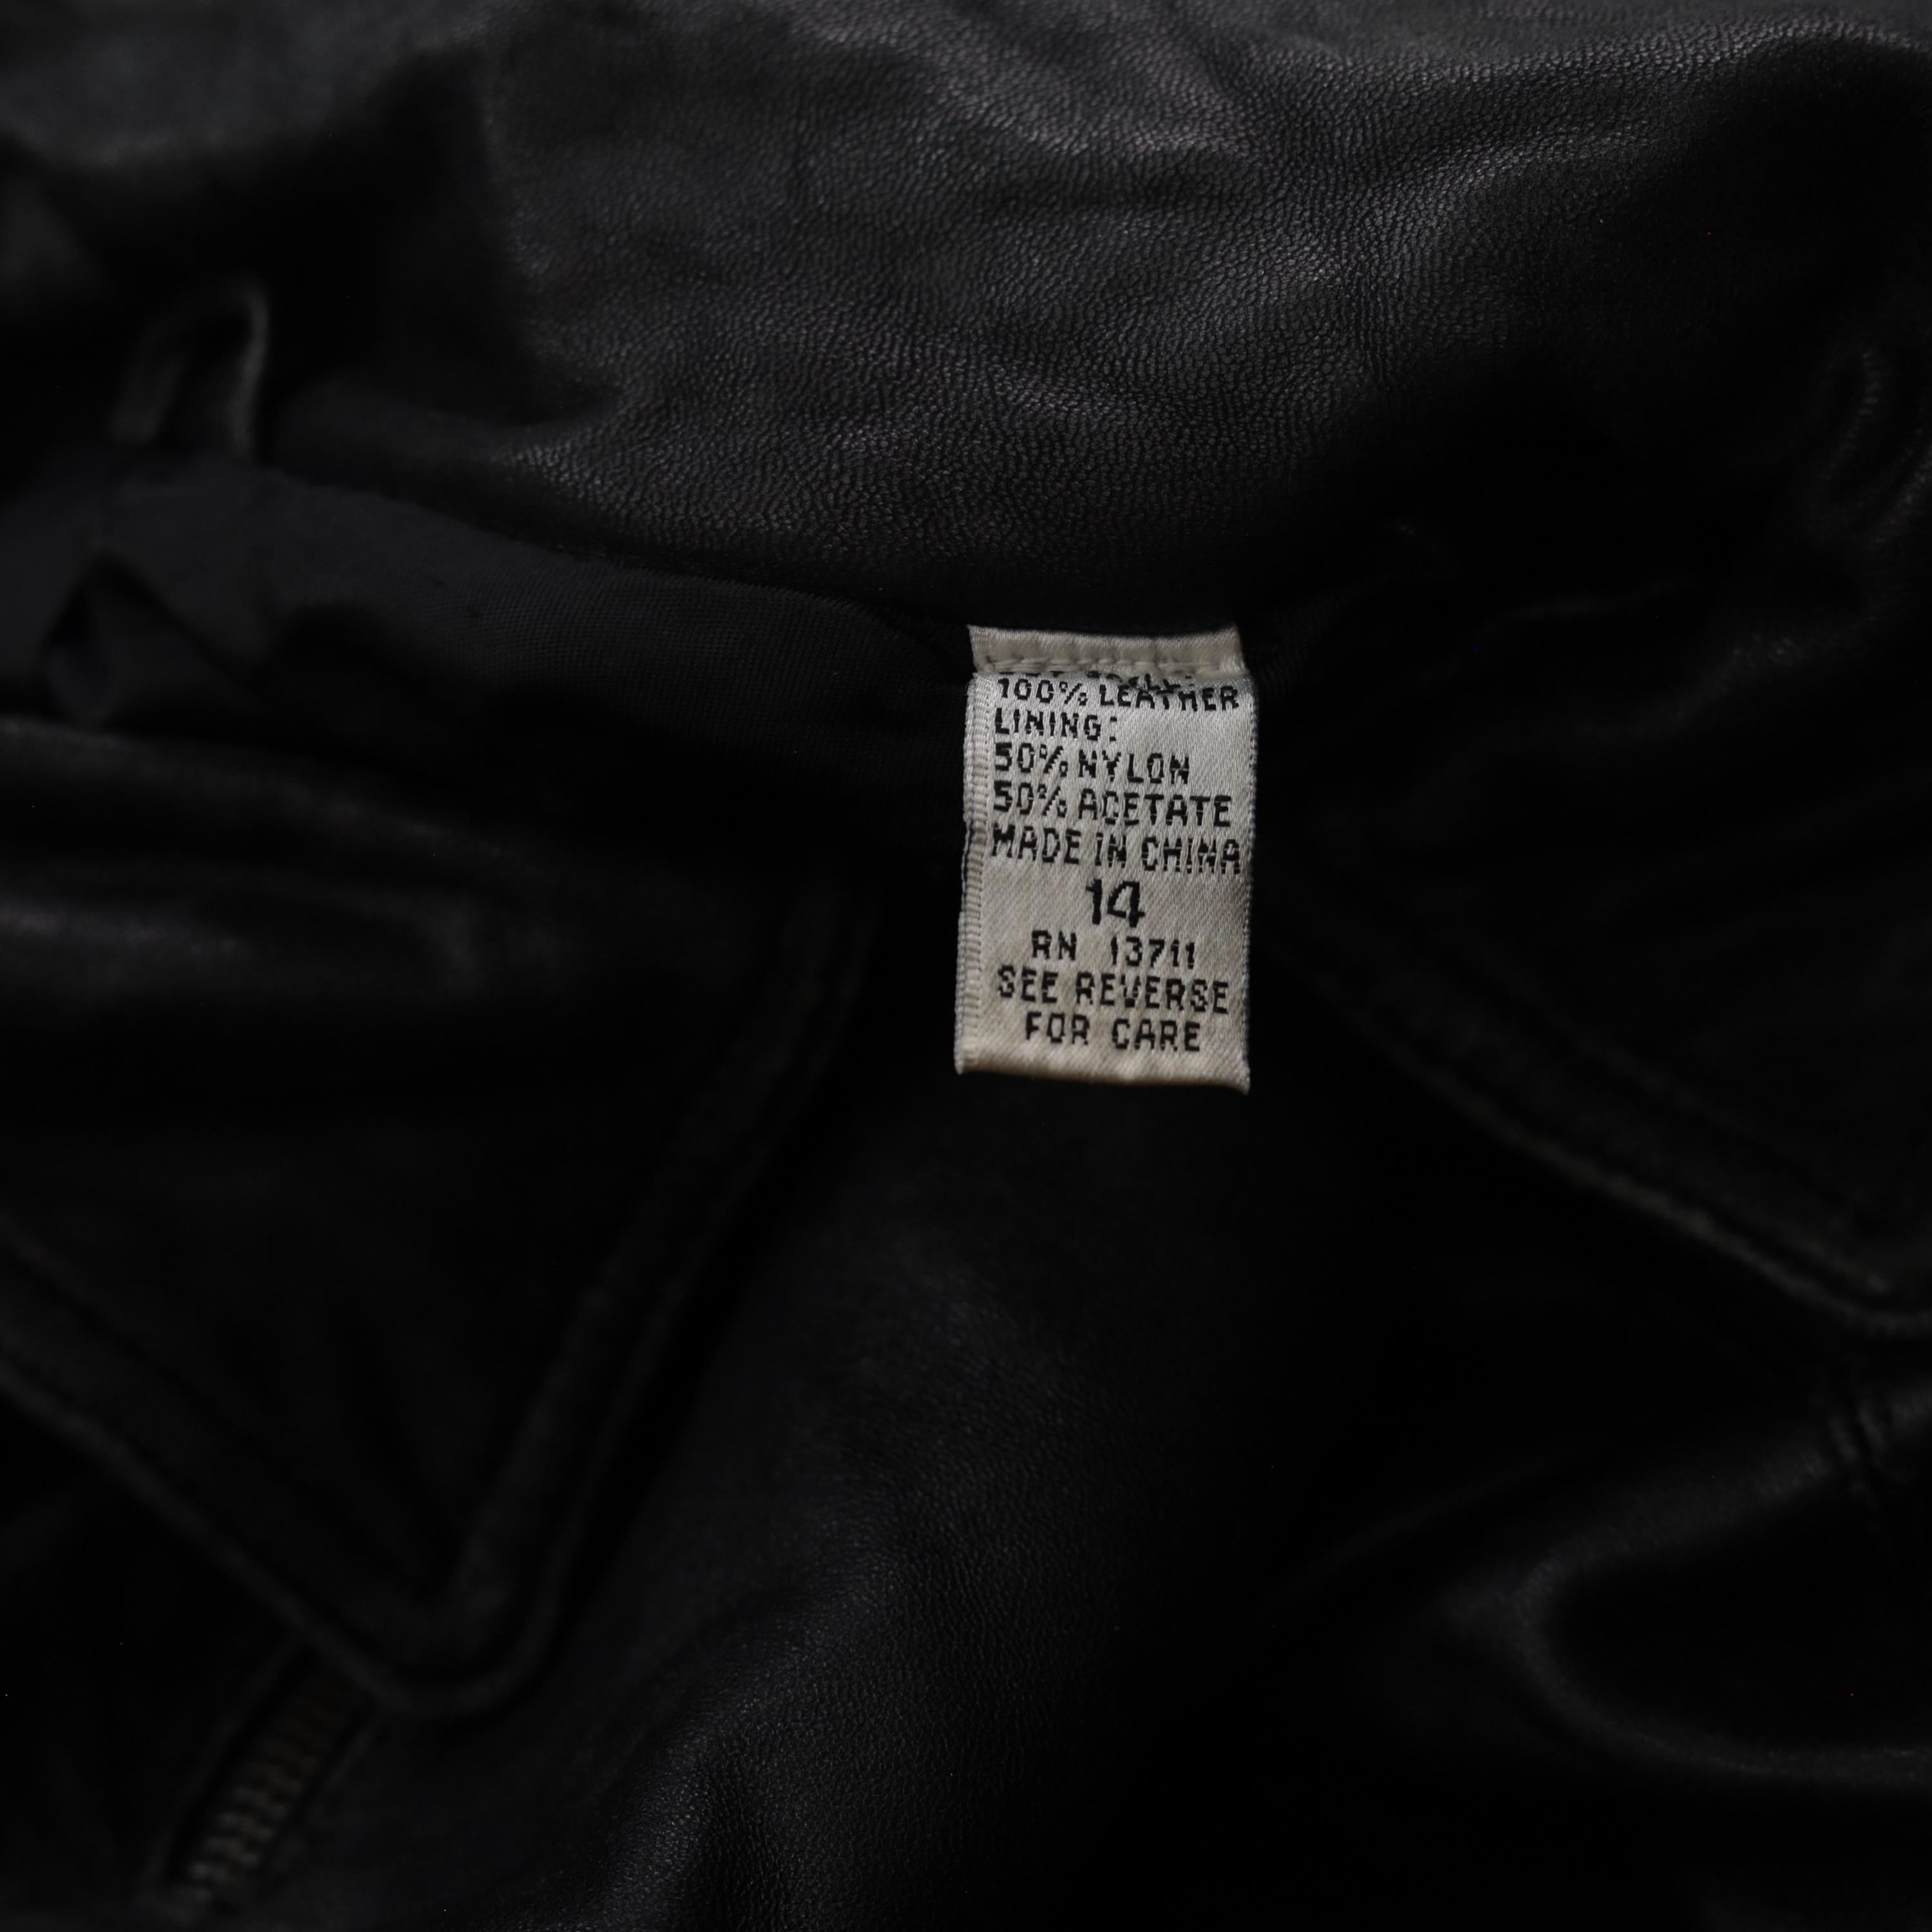 100% LEATHER
LINING:
50% NYLON
50% ACETATE
MADE IN CHINA
14
RN 13711
SEE REVERSE
FOR CARE